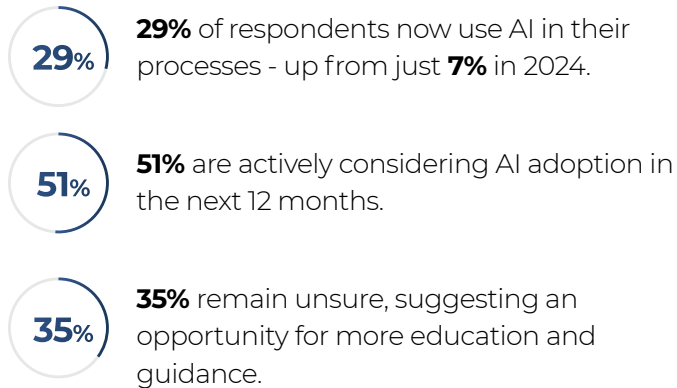 29%
29% of respondents now use AI in their
processes - up from just 7% in 2024.
51%
51% are actively considering AI adoption in
the next 12 months.
35%
35% remain unsure, suggesting an
opportunity for more education and
guidance.